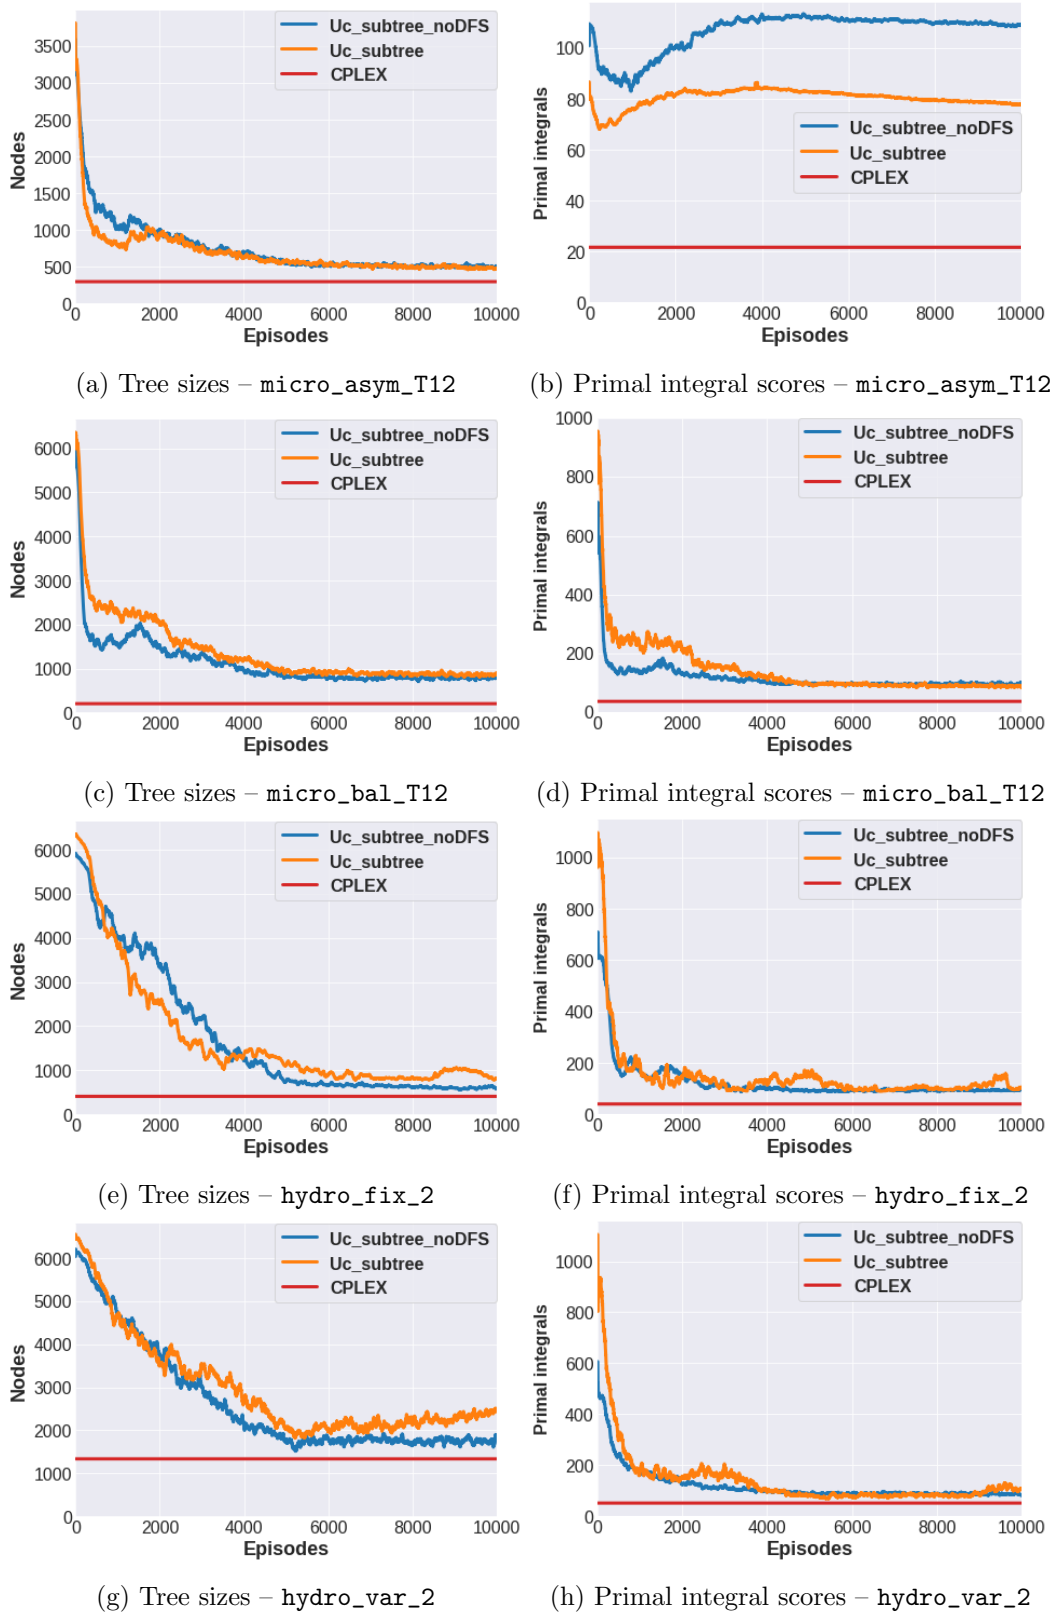 Uc_subtree_noDFS
Uc_subtree
CPLEX
3500
3000
2500
2000
1500
1000
500
0
Nodes
0 2000 4000 6000 8000 10000
Episodes
(a) Tree sizes – micro_asym_T12
100
80
60
40
20
0
Primal integrals
Uc_subtree_noDFS
Uc_subtree
CPLEX
0 2000 4000 6000 8000 10000
Episodes
(b) Primal integral scores – micro_asym_T12
Uc_subtree_noDFS
Uc_subtree
CPLEX
6000
5000
4000
3000
2000
1000
0
Nodes
0 2000 4000 6000 8000 10000
Episodes
(c) Tree sizes – micro_bal_T12
Uc_subtree_noDFS
Uc_subtree
CPLEX
1000
800
600
400
200
0
Primal integrals
0 2000 4000 6000 8000 10000
Episodes
(d) Primal integral scores – micro_bal_T12
Uc_subtree_noDFS
Uc_subtree
CPLEX
6000
5000
4000
3000
2000
1000
0
Nodes
0 2000 4000 6000 8000 10000
Episodes
(e) Tree sizes – hydro_fix_2
Uc_subtree_noDFS
Uc_subtree
CPLEX
1000
800
600
400
200
0
Primal integrals
0 2000 4000 6000 8000 10000
Episodes
(f) Primal integral scores – hydro_fix_2
Uc_subtree_noDFS
Uc_subtree
CPLEX
6000
5000
4000
3000
2000
1000
0
Nodes
0 2000 4000 6000 8000 10000
Episodes
(g) Tree sizes – hydro_var_2
Uc_subtree_noDFS
Uc_subtree
CPLEX
1000
800
600
400
200
0
Primal integrals
0 2000 4000 6000 8000 10000
Episodes
(h) Primal integral scores – hydro_var_2